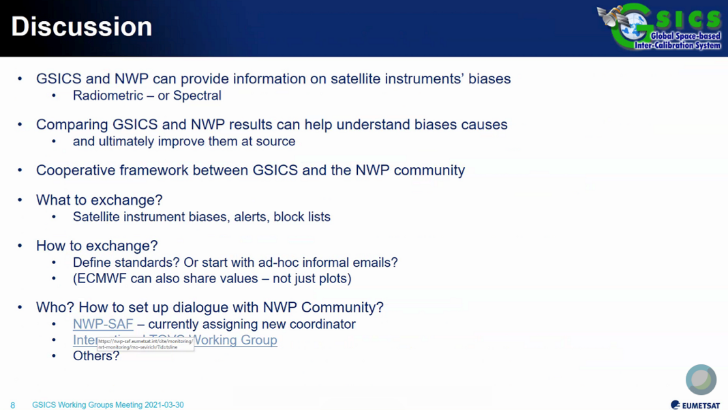 Discussion
GSICS
Global Space-based
Inter-Calibration System
• GSICS and NWP can provide information on satellite instruments' biases
• Radiometric – or Spectral
• Comparing GSICS and NWP results can help understand biases causes
• and ultimately improve them at source
• Cooperative framework between GSICS and the NWP community
• What to exchange?
• Satellite instrument biases, alerts, block lists
• How to exchange?
• Define standards? Or start with ad-hoc informal emails?
• (ECMWF can also share values – not just plots)
• Who? How to set up dialogue with NWP Community?
• NWP-SAF – currently assigning new coordinator
• International TOVS Working Group
• Others?
8 GSICS Working Groups Meeting 2021-03-30
EUMETSAT